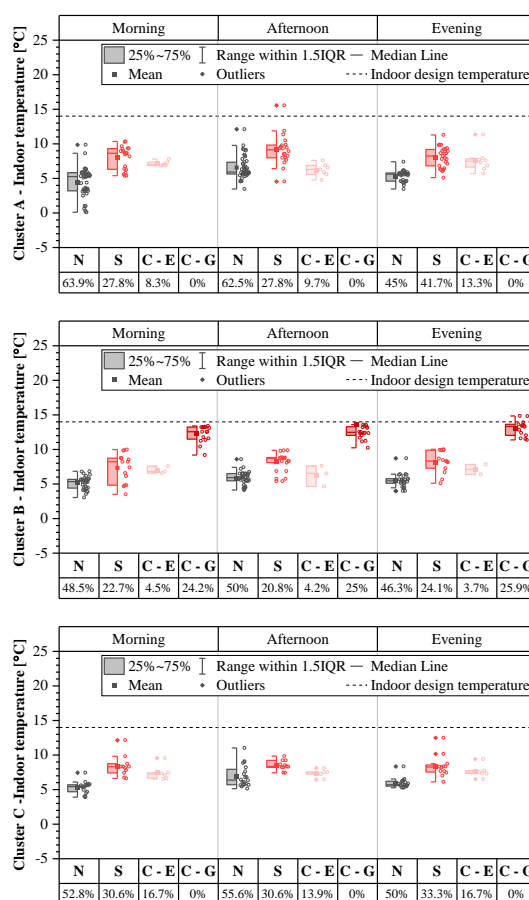 Morning Afternoon Evening
Cluster A - Indoor temperature [°C]
25 20 15 10 5 0 -5
25%~75% Range within 1.5IQR Median Line
Mean Outliers Indoor design temperature
N S C - E C - G N S C - E C - G N S C - E C - G
63.9% 27.8% 8.3% 0% 62.5% 27.8% 9.7% 0% 45% 41.7% 13.3% 0%
Morning Afternoon Evening
Cluster B - Indoor temperature [°C]
25 20 15 10 5 0 -5
25%~75% Range within 1.5IQR Median Line
Mean Outliers Indoor design temperature
N S C - E C - G N S C - E C - G N S C - E C - G
48.5% 22.7% 4.5% 24.2% 50% 20.8% 4.2% 25% 46.3% 24.1% 3.7% 25.9%
Morning Afternoon Evening
Cluster C -Indoor temperature [°C]
25 20 15 10 5 0 -5
25%~75% Range within 1.5IQR Median Line
Mean Outliers Indoor design temperature
N S C - E C - G N S C - E C - G N S C - E C - G
52.8% 30.6% 16.7% 0% 55.6% 30.6% 13.9% 0% 50% 33.3% 16.7% 0%